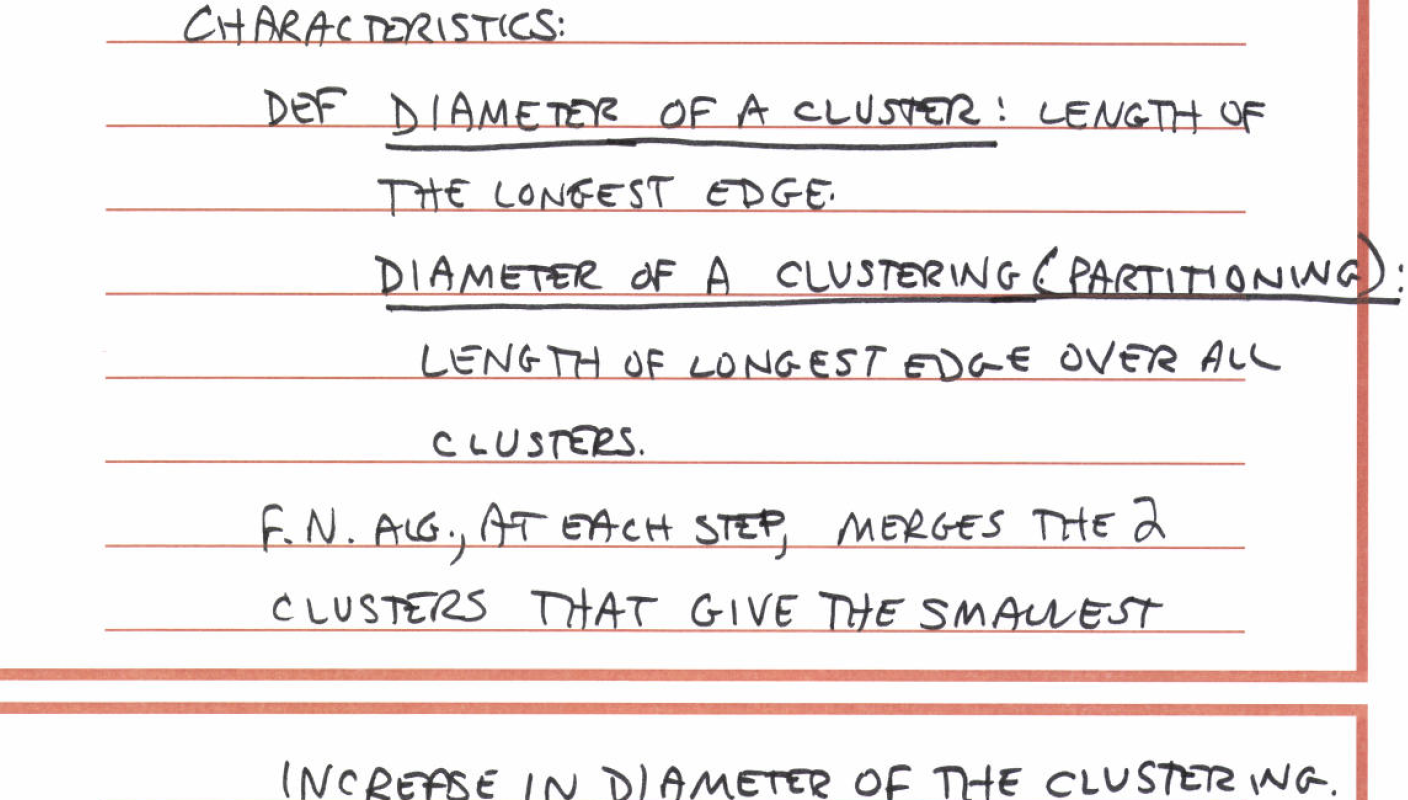 CHARACTERISTICS:
DEF DIAMETER OF A CLUSTER: LENGTH OF
THE LONGEST EDGE.
DIAMETER OF A CLUSTERING (PARTITIONING):
LENGTH OF LONGEST EDGE OVER ALL
CLUSTERS.
F.N. ALG., AT EACH STEP, MERGES THE 2
CLUSTERS THAT GIVE THE SMALLEST
INCREASE IN DIAMETER OF THE CLUSTERING.